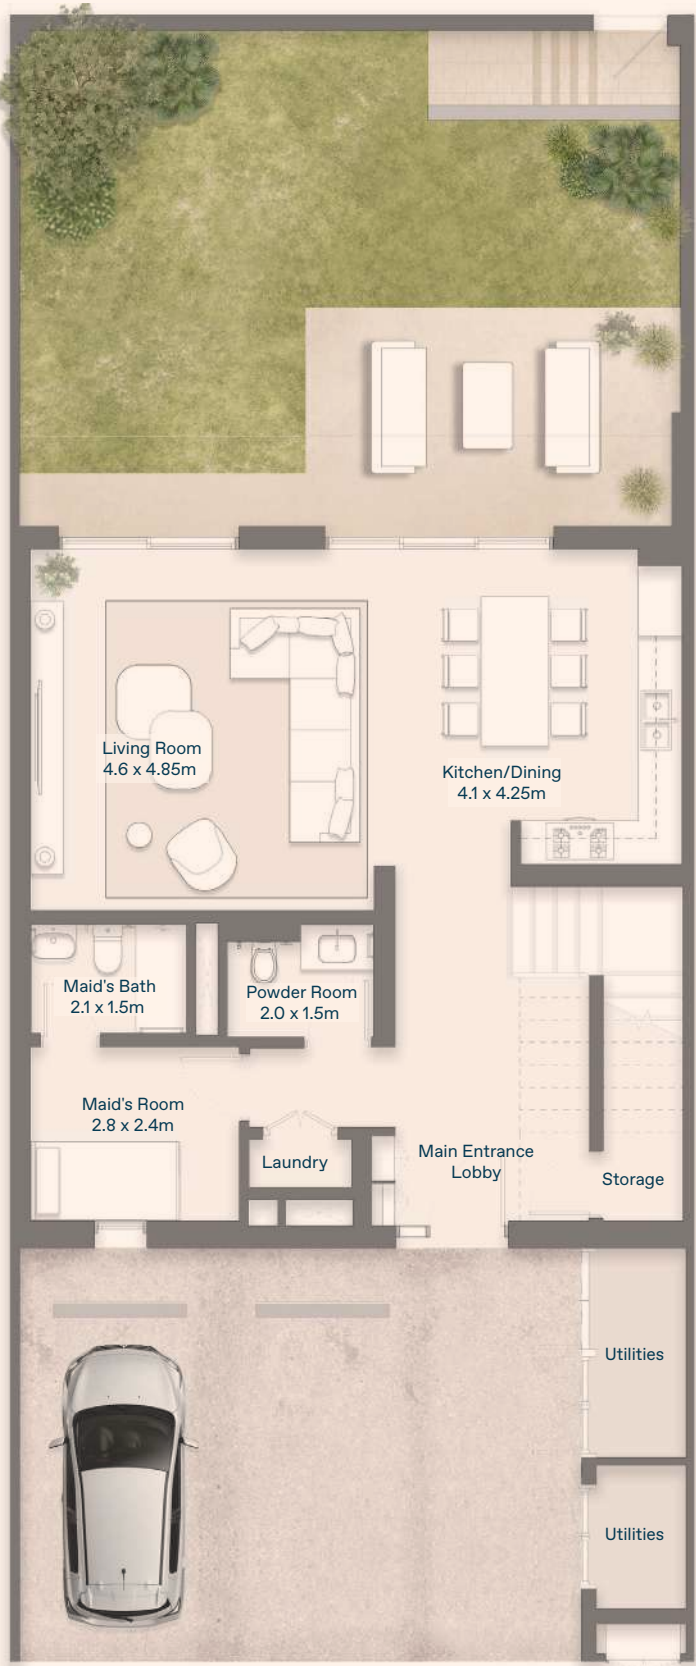 Living Room
4.6 x 4.85m
Kitchen/Dining
4.1 x 4.25m
Maid's Bath
2.1 x 1.5m
Powder Room
2.0 x 1.5m
Maid's Room
2.8 x 2.4m
Laundry
Main Entrance
Lobby
Storage
Utilities
Utilities